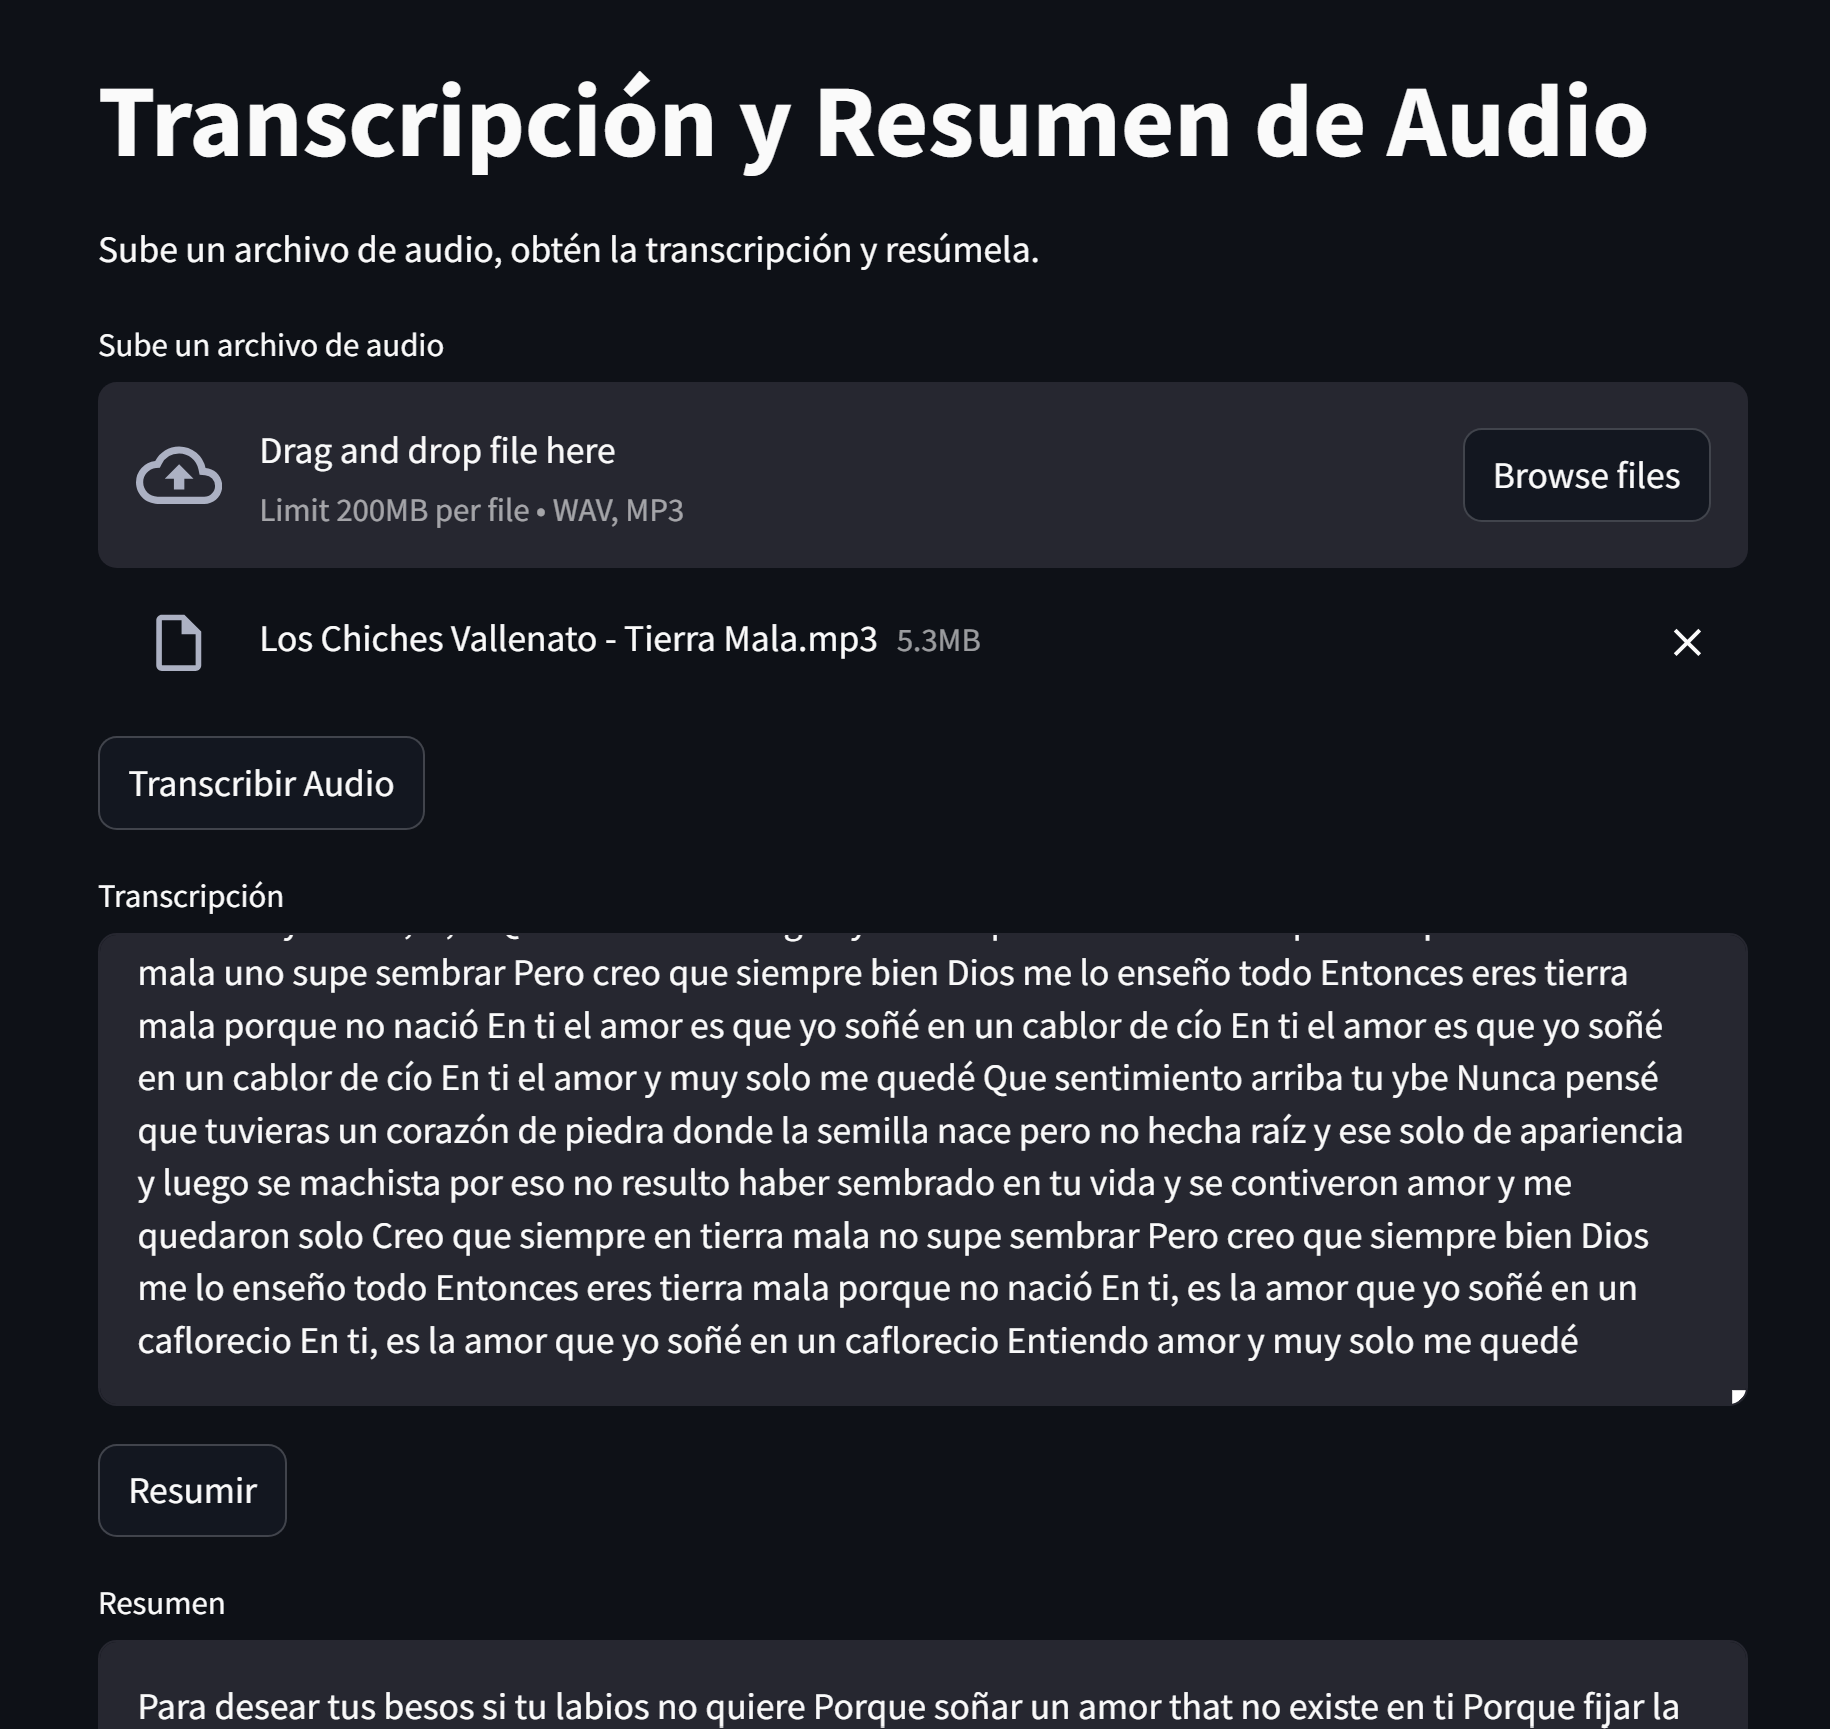 Transcripción y Resumen de Audio
Sube un archivo de audio, obtén la transcripción y resúmela.
Sube un archivo de audio
Drag and drop file here
Limit 200MB per file • WAV, MP3
Browse files
Los Chiches Vallenato - Tierra Mala.mp3 5.3MB
Transcribir Audio
Transcripción
mala uno supe sembrar Pero creo que siempre bien Dios me lo enseño todo Entonces eres tierra
mala porque no nació En ti el amor es que yo soñé en un cablor de cío En ti el amor es que yo soñé
en un cablor de cío En ti el amor y muy solo me quedé Que sentimiento arriba tu ybe Nunca pensé
que tuvieras un corazón de piedra donde la semilla nace pero no hecha raíz y ese solo de apariencia
y luego se machista por eso no resulto haber sembrado en tu vida y se contiveron amor y me
quedaron solo Creo que siempre en tierra mala no supe sembrar Pero creo que siempre bien Dios
me lo enseño todo Entonces eres tierra mala porque no nació En ti, es la amor que yo soñé en un
caflorecio En ti, es la amor que yo soñé en un caflorecio Entiendo amor y muy solo me quedé
Resumir
Resumen
Para desear tus besos si tu labios no quiere Porque soñar un amor that no existe en ti Porque fijar la